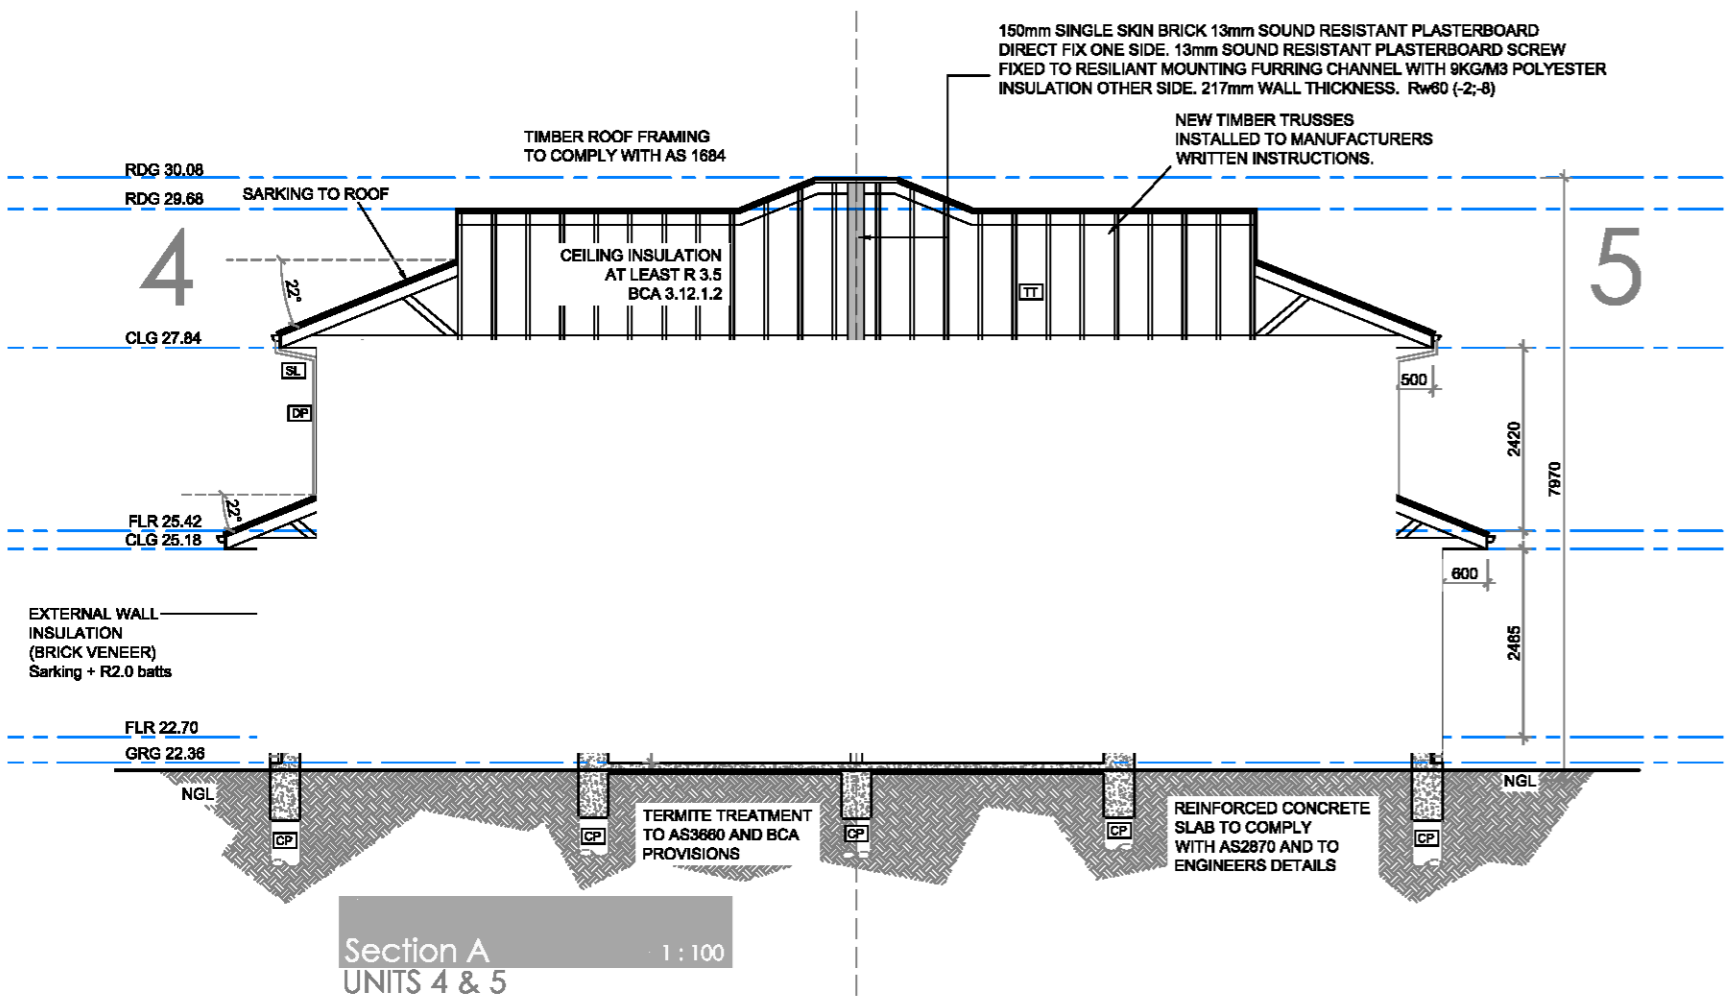 150mm SINGLE SKIN BRICK 13mm SOUND RESISTANT PLASTERBOARD
DIRECT FIX ONE SIDE. 13mm SOUND RESISTANT PLASTERBOARD SCREW
FIXED TO RESILIANT MOUNTING FURRING CHANNEL WITH 9KG/M3 POLYESTER
INSULATION OTHER SIDE. 217mm WALL THICKNESS. Rw60 (-2;-8)
NEW TIMBER TRUSSES
INSTALLED TO MANUFACTURERS
WRITTEN INSTRUCTIONS.
TIMBER ROOF FRAMING
TO COMPLY WITH AS 1684
RDG 30.08
RDG 29.68
SARKING TO ROOF
4
5
CEILING INSULATION
AT LEAST R 3.5
BCA 3.12.1.2
TT
22°
CLG 27.84
SL
DP
500
2420
7970
22°
FLR 25.42
CLG 25.18
600
2485
EXTERNAL WALL
INSULATION
(BRICK VENEER)
Sarking + R2.0 batts
FLR 22.70
GRG 22.36
NGL
NGL
CP
CP
CP
CP
CP
TERMITE TREATMENT
TO AS3660 AND BCA
PROVISIONS
REINFORCED CONCRETE
SLAB TO COMPLY
WITH AS2870 AND TO
ENGINEERS DETAILS
Section A 1 : 100
UNITS 4 & 5